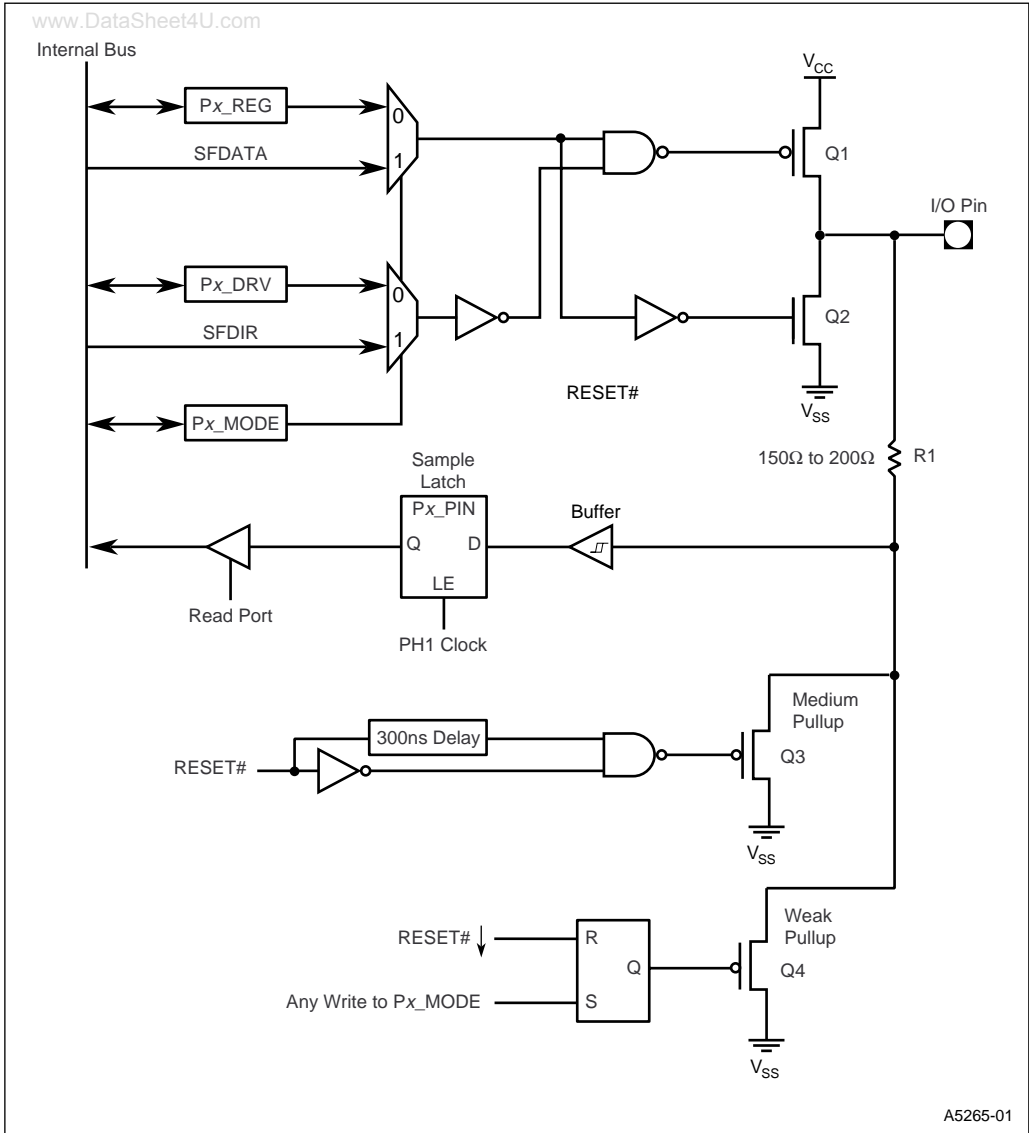 www.DataSheet4U.com
Internal Bus
VCC
Px_REG
0
Q1
SFDATA
1
I/O Pin
Px_DRV
0
Q2
SFDIR
1
RESET#
VSS
Px_MODE
150Ω to 200Ω
R1
Sample
Latch
Px_PIN
Buffer
Q
D
LE
Read Port
PH1 Clock
Medium
Pullup
300ns Delay
RESET#
Q3
VSS
Weak
Pullup
RESET# ↓
R
Q
Q4
Any Write to Px_MODE
S
VSS
A5265-01